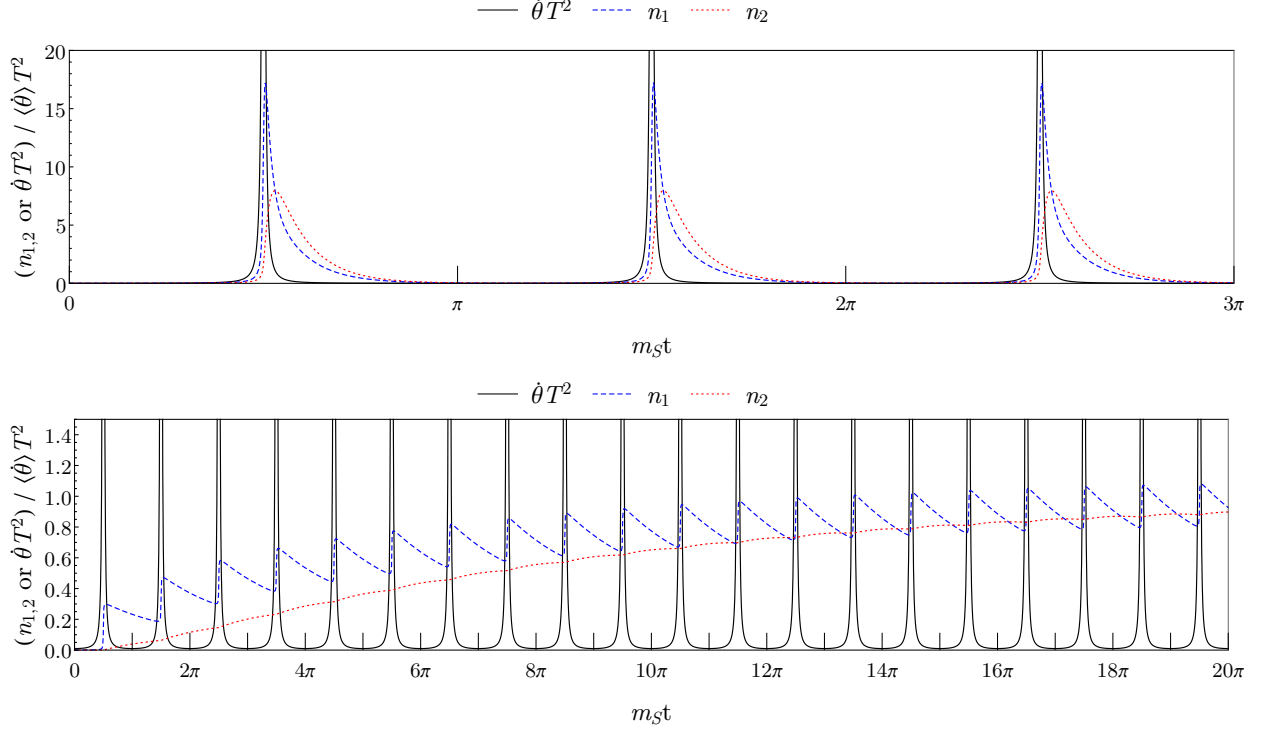 θ̇ T² n₁ n₂
(n₁,₂ or θ̇ T²) / ⟨θ̇⟩ T²
20
15
10
5
0
0 π 2π 3π
m_S t
θ̇ T² n₁ n₂
(n₁,₂ or θ̇ T²) / ⟨θ̇⟩ T²
1.4
1.2
1.0
0.8
0.6
0.4
0.2
0.0
0 2π 4π 6π 8π 10π 12π 14π 16π 18π 20π
m_S t